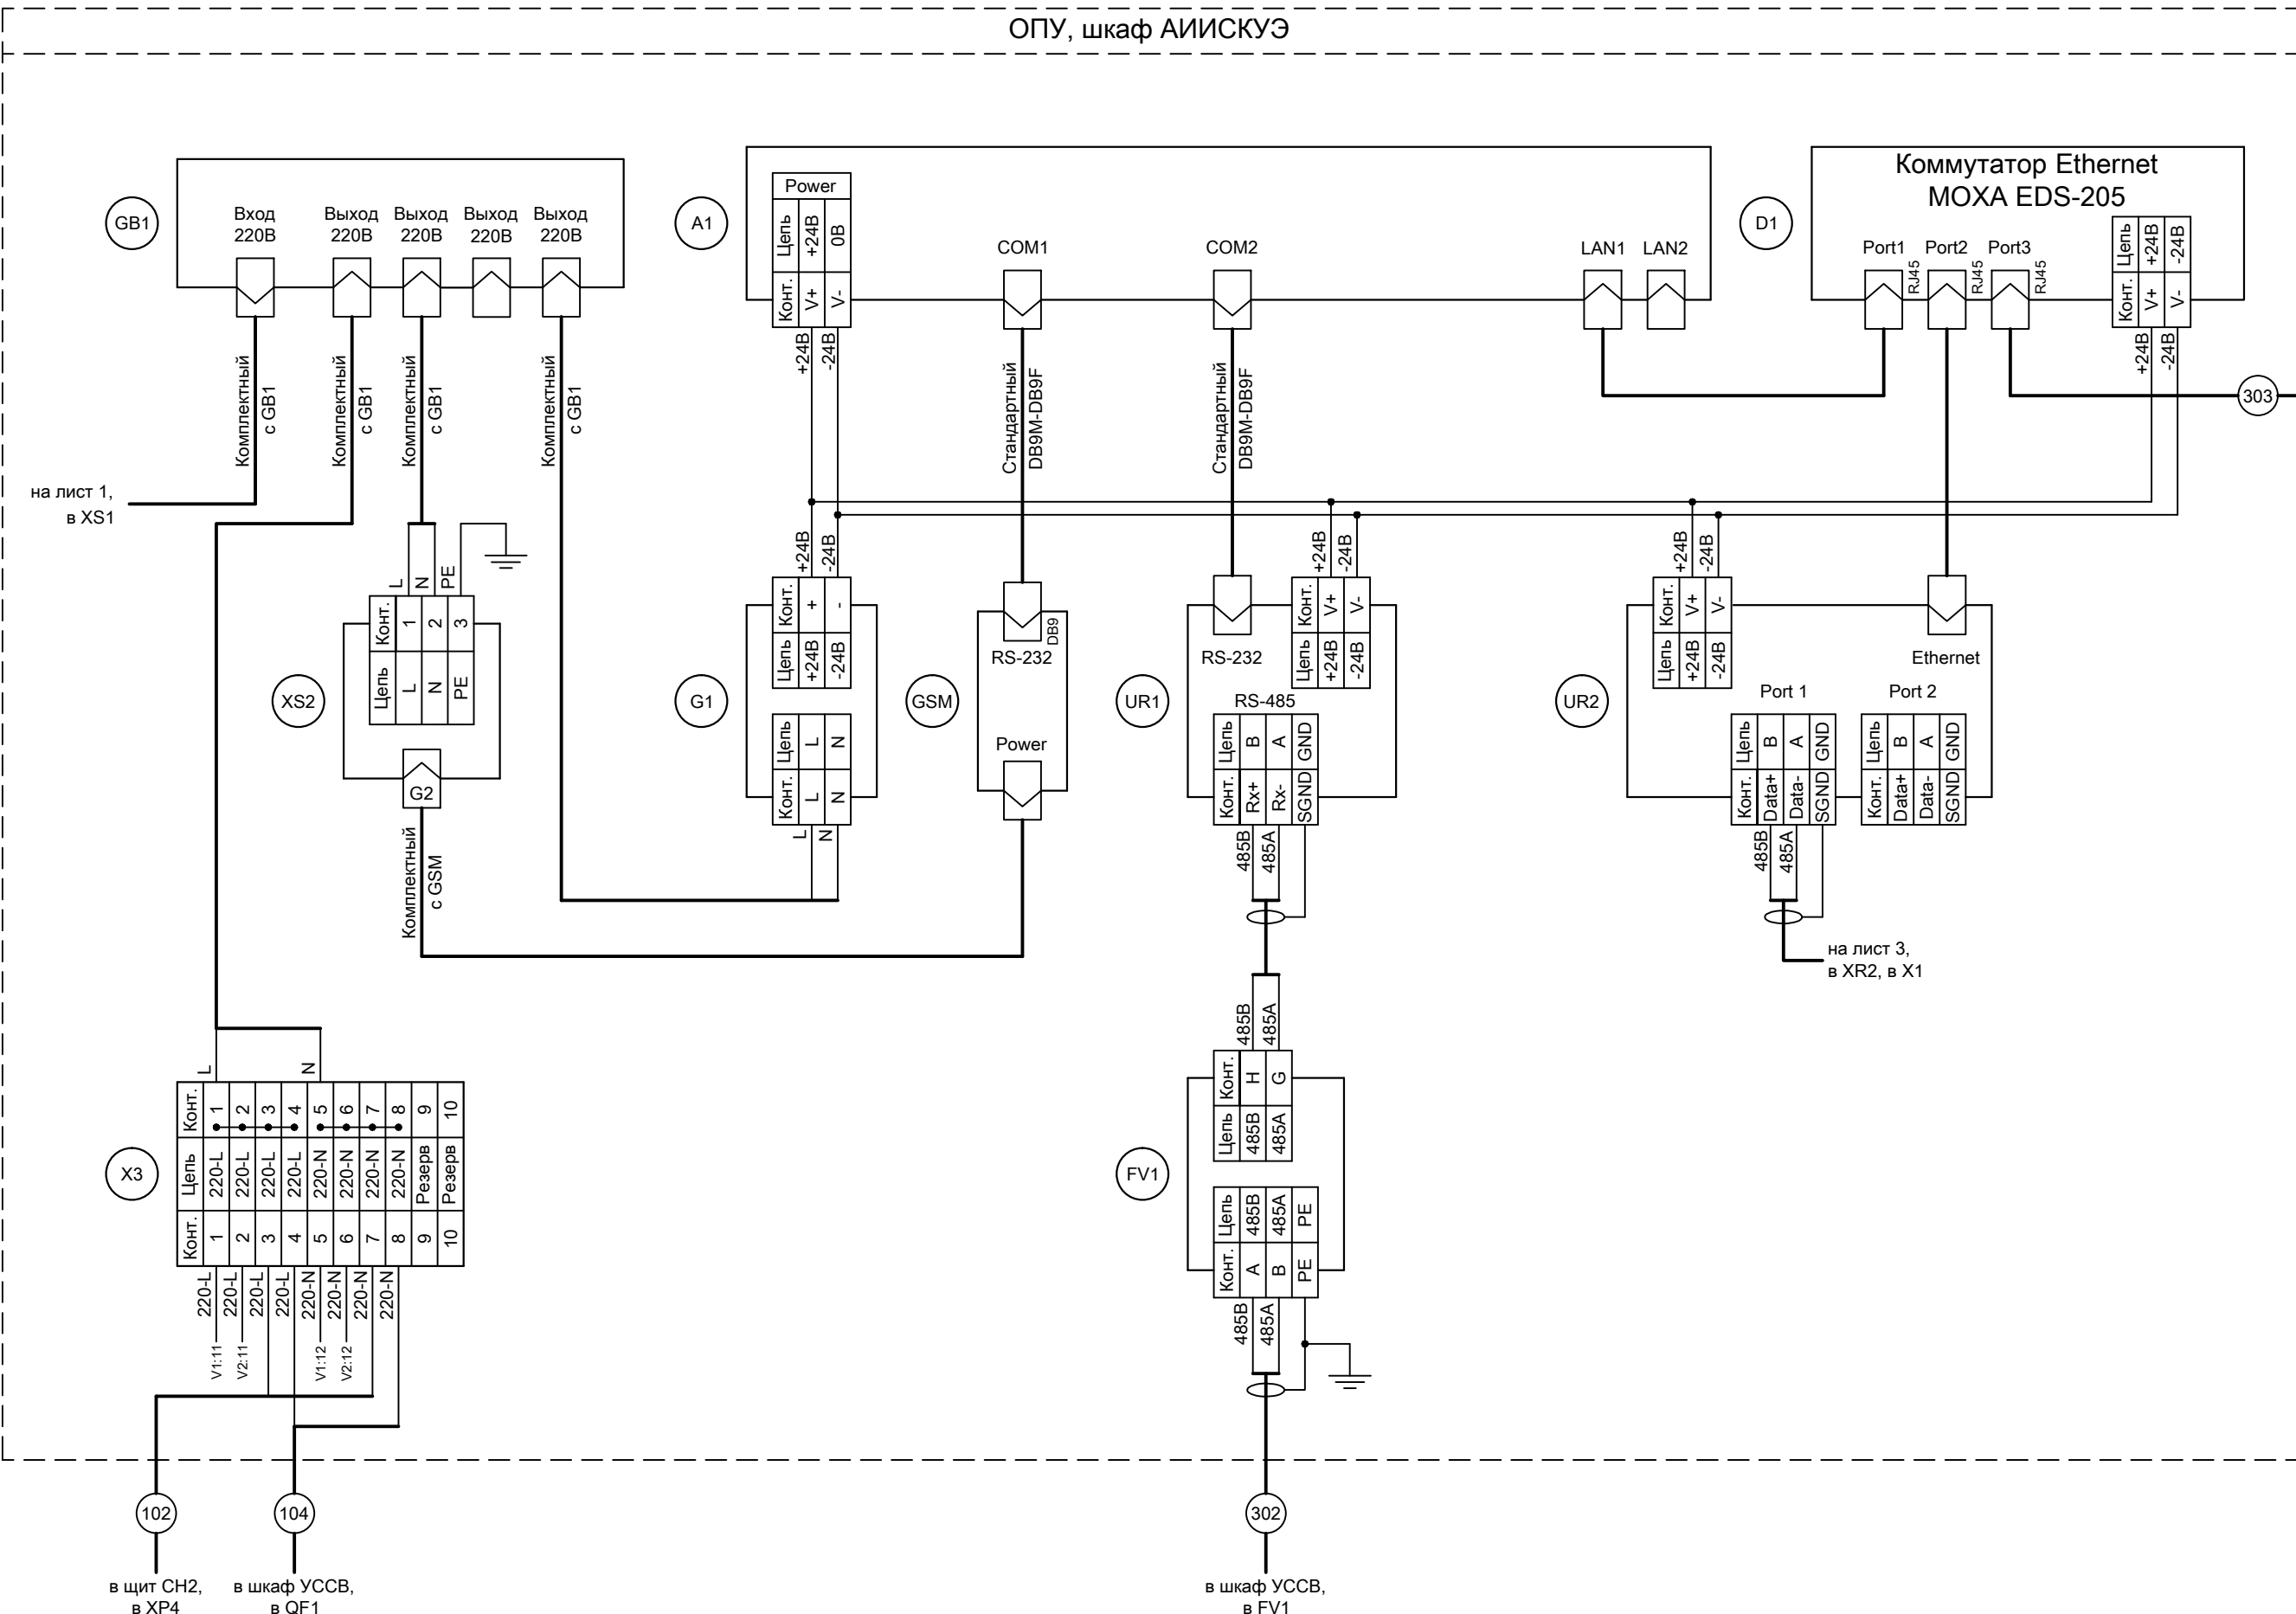 ОПУ, шкаф АИИСКУЭ
GB1
Вход
220В
Выход
220В
Выход
220В
Выход
220В
Выход
220В
Комплектный
с GB1
Комплектный
с GB1
Комплектный
с GB1
Комплектный
с GB1
на лист 1,
в XS1
A1
Power
Цепь
+24В
0В
Конт.
V+
V-
+24В
-24В
COM1
COM2
LAN1
LAN2
Стандартный
DB9M-DB9F
Стандартный
DB9M-DB9F
D1
Коммутатор Ethernet
MOXA EDS-205
Port1
RJ45
Port2
RJ45
Port3
RJ45
Цепь
+24В
-24В
Конт.
V+
V-
+24В
-24В
303
XS2
L
N
PE
Конт.
1
2
3
Цепь
L
N
PE
G2
Комплектный
с GSM
G1
+24В
-24В
Конт.
+
-
Цепь
+24В
-24В
Цепь
L
N
Конт.
L
N
L
N
GSM
DB9
RS-232
Power
UR1
RS-232
+24В
-24В
Конт.
V+
V-
Цепь
+24В
-24В
RS-485
Цепь
B
A
GND
Конт.
Rx+
Rx-
SGND
485B
485A
UR2
+24В
-24В
Конт.
V+
V-
Цепь
+24В
-24В
Ethernet
Port 1
Цепь
B
A
GND
Конт.
Data+
Data-
SGND
Port 2
Цепь
B
A
GND
Конт.
Data+
Data-
SGND
485B
485A
на лист 3,
в XR2, в X1
X3
L
N
Конт.
1
2
3
4
5
6
7
8
9
10
Цепь
220-L
220-L
220-L
220-L
220-N
220-N
220-N
220-N
Резерв
Резерв
Конт.
1
2
3
4
5
6
7
8
9
10
220-L
220-L
220-L
220-L
220-N
220-N
220-N
220-N
V1:11
V2:11
V1:12
V2:12
FV1
485B
485A
Конт.
H
G
Цепь
485B
485A
Цепь
485B
485A
PE
Конт.
A
B
PE
485B
485A
102
в щит СН2,
в XP4
104
в шкаф УССВ,
в QF1
302
в шкаф УССВ,
в FV1